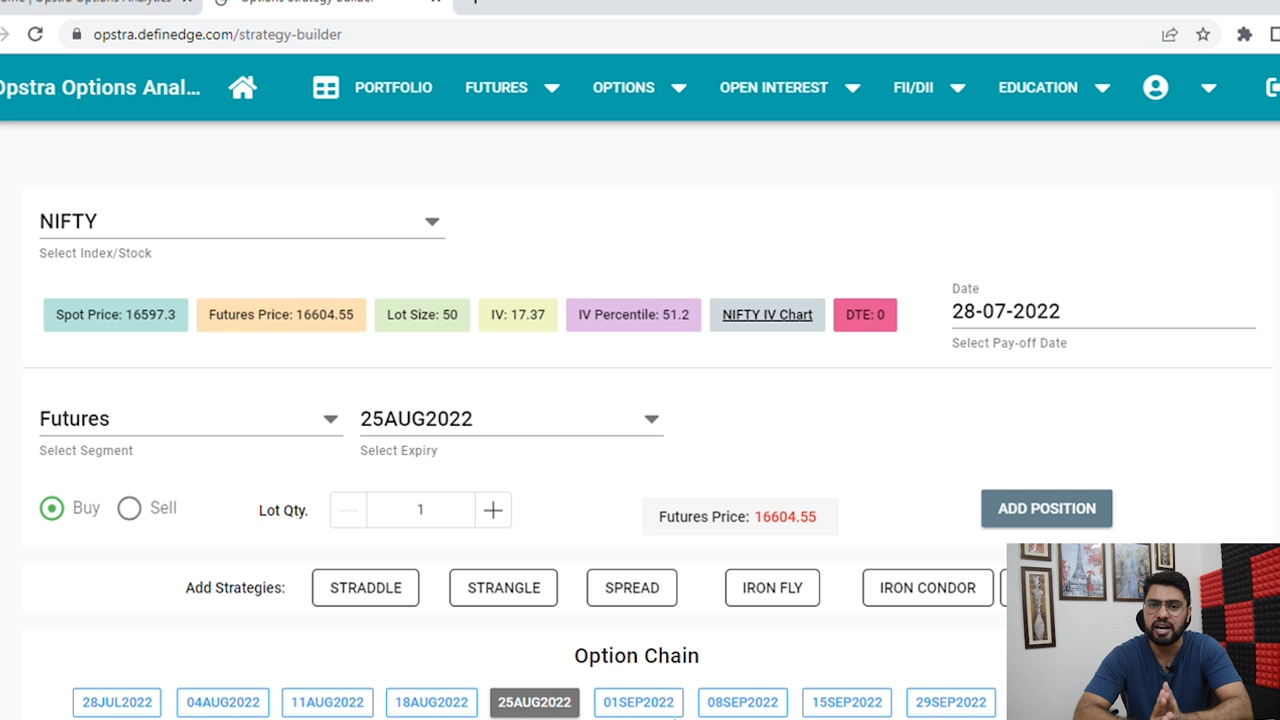 Options Strategy Builder
opstra.definedge.com/strategy-builder
Opstra Options Anal... PORTFOLIO FUTURES OPTIONS OPEN INTEREST FII/DII EDUCATION
NIFTY
Select Index/Stock
Spot Price: 16597.3 Futures Price: 16604.55 Lot Size: 50 IV: 17.37 IV Percentile: 51.2 NIFTY IV Chart DTE: 0
Date
28-07-2022
Select Pay-off Date
Futures 25AUG2022
Select Segment Select Expiry
Buy Sell Lot Qty. 1 Futures Price: 16604.55 ADD POSITION
Add Strategies: STRADDLE STRANGLE SPREAD IRON FLY IRON CONDOR
Option Chain
28JUL2022 04AUG2022 11AUG2022 18AUG2022 25AUG2022 01SEP2022 08SEP2022 15SEP2022 29SEP2022